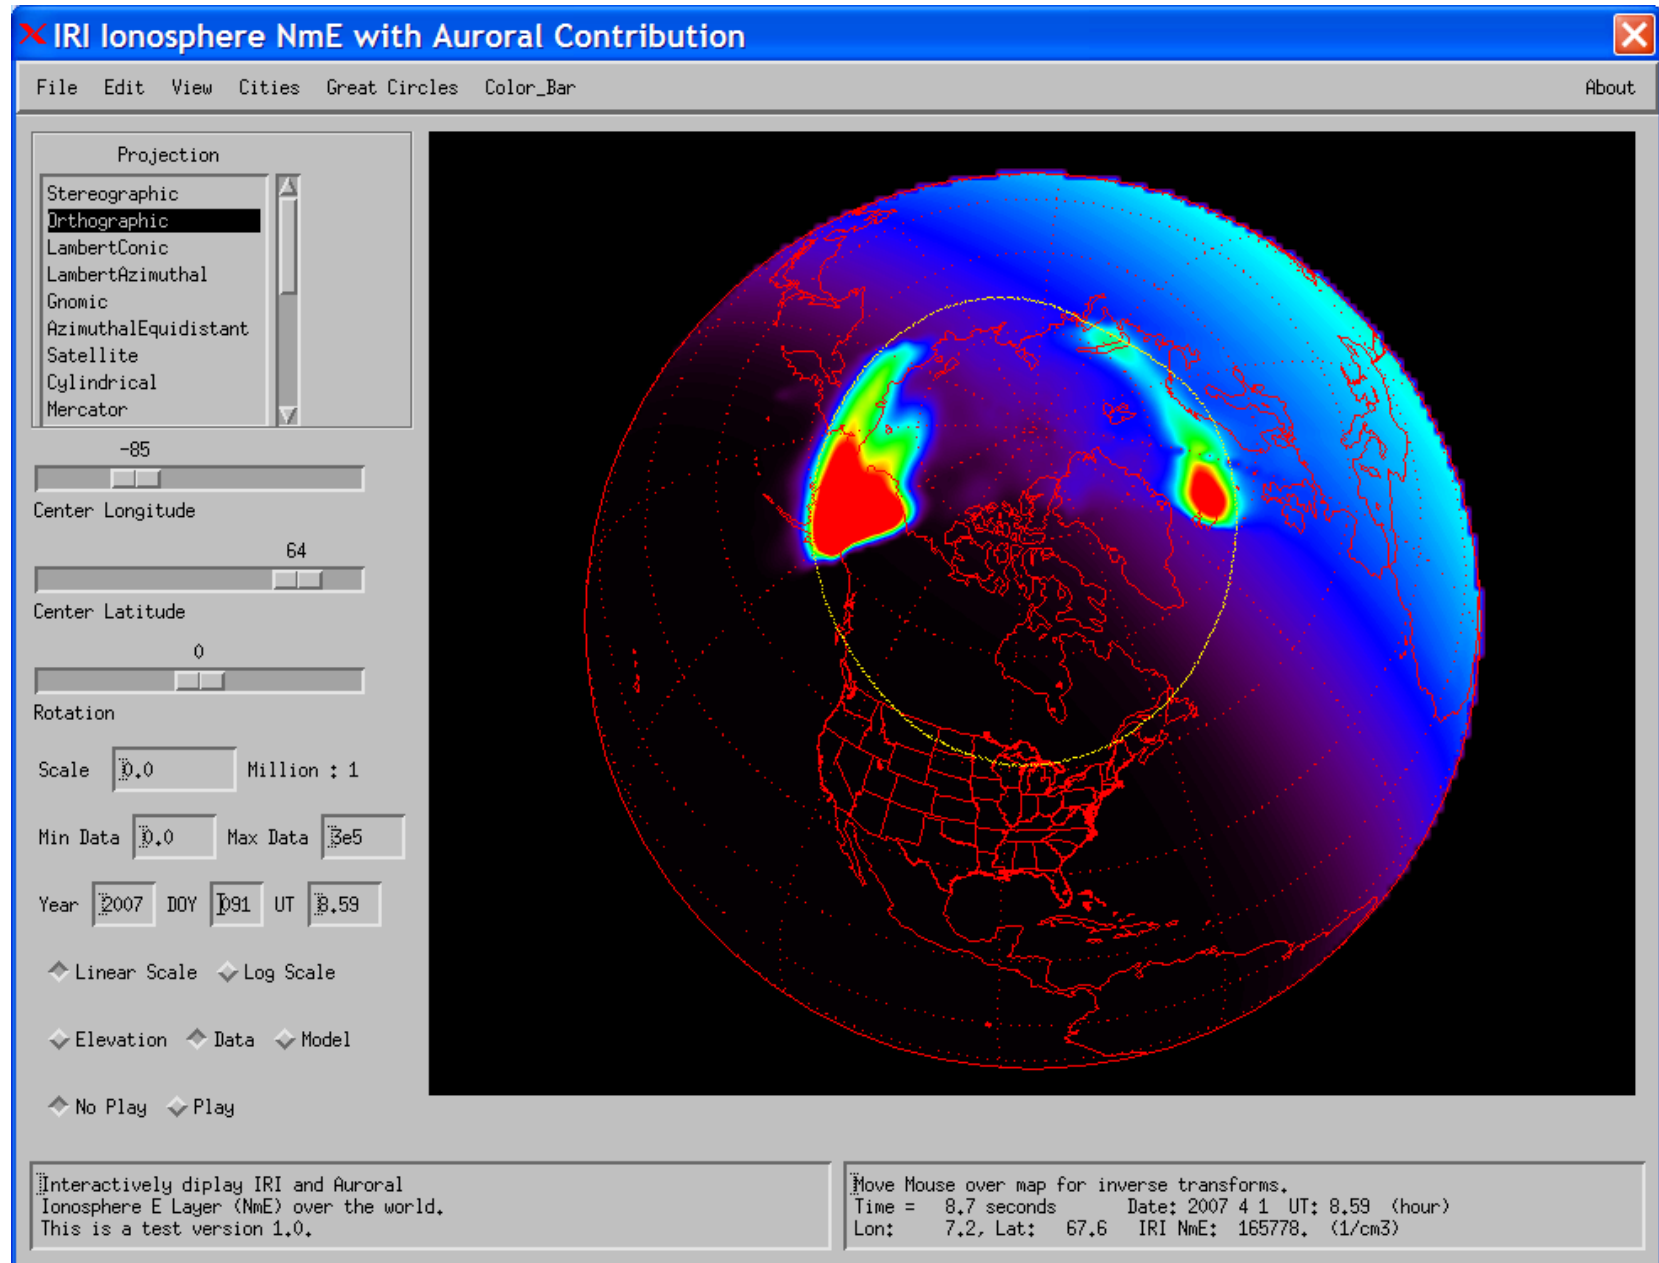 IRI Ionosphere NmE with Auroral Contribution
File Edit View Cities Great Circles Color_Bar About
Projection
Stereographic
Orthographic
LambertConic
LambertAzimuthal
Gnomic
AzimuthalEquidistant
Satellite
Cylindrical
Mercator
-85
Center Longitude
64
Center Latitude
0
Rotation
Scale 0.0 Million : 1
Min Data 0.0 Max Data 3e5
Year 2007 DOY 091 UT 8.59
Linear Scale Log Scale
Elevation Data Model
No Play Play
Interactively diplay IRI and Auroral
Ionosphere E Layer (NmE) over the world.
This is a test version 1.0.
Move Mouse over map for inverse transforms.
Time = 8.7 seconds Date: 2007 4 1 UT: 8.59 (hour)
Lon: 7.2, Lat: 67.6 IRI NmE: 165778. (1/cm3)